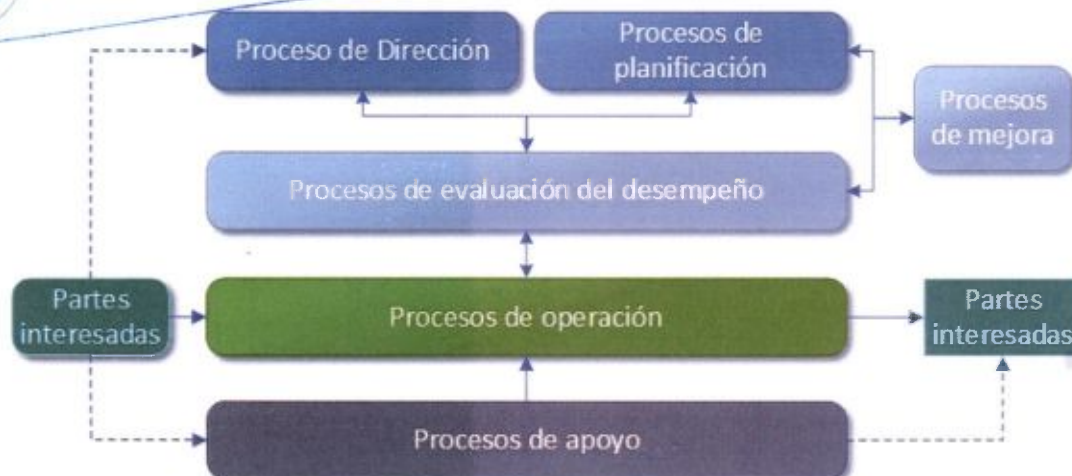 Proceso de Dirección
Procesos de
planificación
Procesos
de mejora
Procesos de evaluación del desempeño
Partes
interesadas
Procesos de operación
Partes
interesadas
Procesos de apoyo